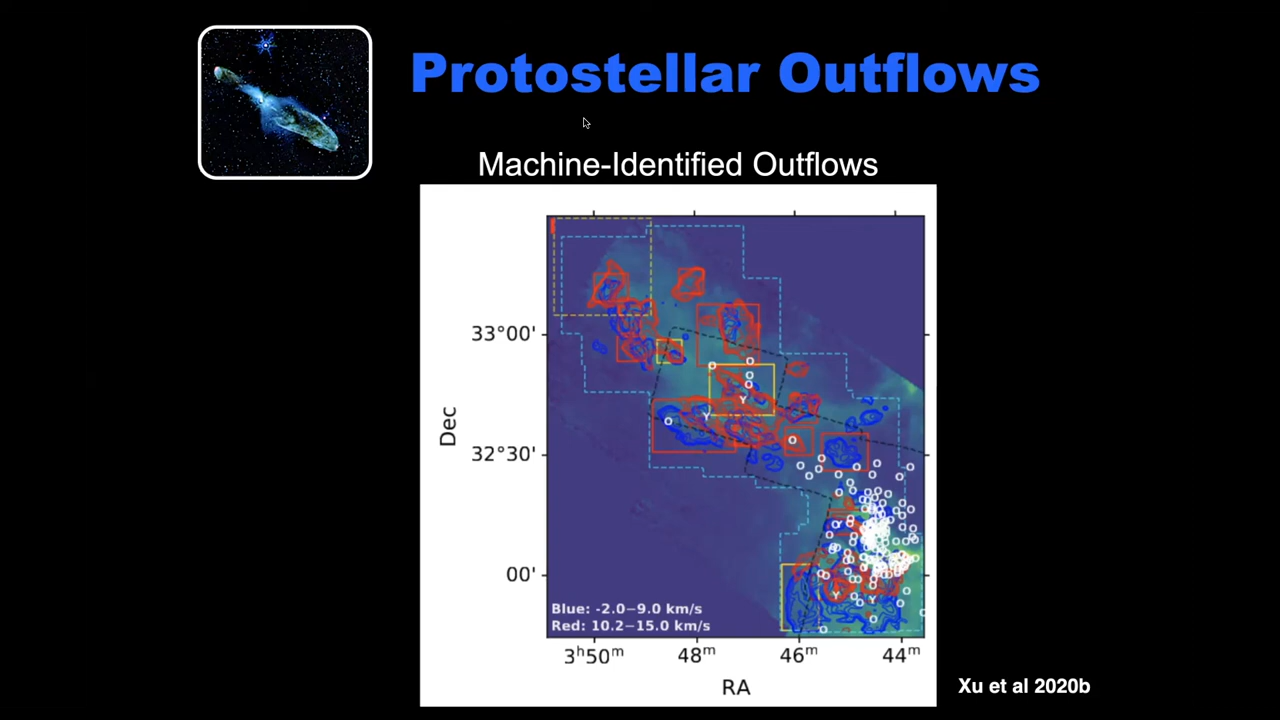 Protostellar Outflows
Machine-Identified Outflows
33°00'
32°30'
00'
Dec
Blue: -2.0−9.0 km/s
Red: 10.2−15.0 km/s
3ʰ50ᵐ 48ᵐ 46ᵐ 44ᵐ
RA
Xu et al 2020b